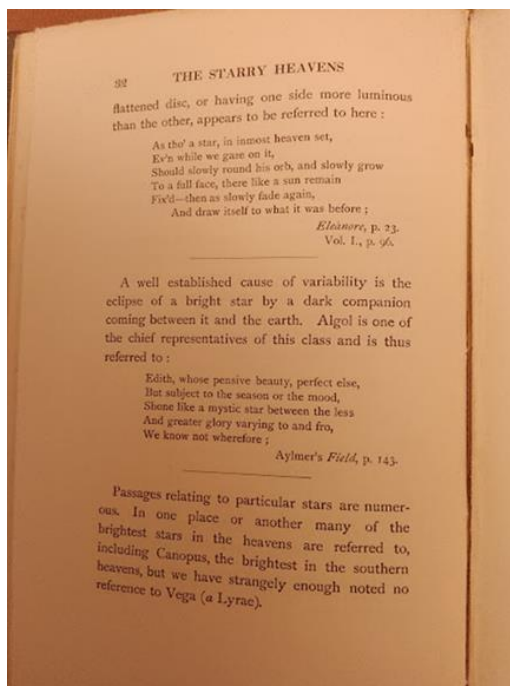 32 THE STARRY HEAVENS
flattened disc, or having one side more luminous
than the other, appears to be referred to here :
As tho' a star, in inmost heaven set,
Ev'n while we gaze on it,
Should slowly round his orb, and slowly grow
To a full face, there like a sun remain
Fix'd—then as slowly fade again,
And draw itself to what it was before ;
Eleänore, p. 23.
Vol. I., p. 96.
A well established cause of variability is the
eclipse of a bright star by a dark companion
coming between it and the earth. Algol is one of
the chief representatives of this class and is thus
referred to :
Edith, whose pensive beauty, perfect else,
But subject to the season or the mood,
Shone like a mystic star between the less
And greater glory varying to and fro,
We know not wherefore ;
Aylmer's Field, p. 143.
Passages relating to particular stars are numer-
ous. In one place or another many of the
brightest stars in the heavens are referred to,
including Canopus, the brightest in the southern
heavens, but we have strangely enough noted no
reference to Vega (α Lyrae).